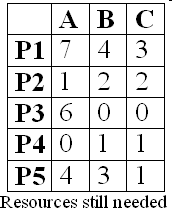 A B C
P1 7 4 3
P2 1 2 2
P3 6 0 0
P4 0 1 1
P5 4 3 1
Resources still needed